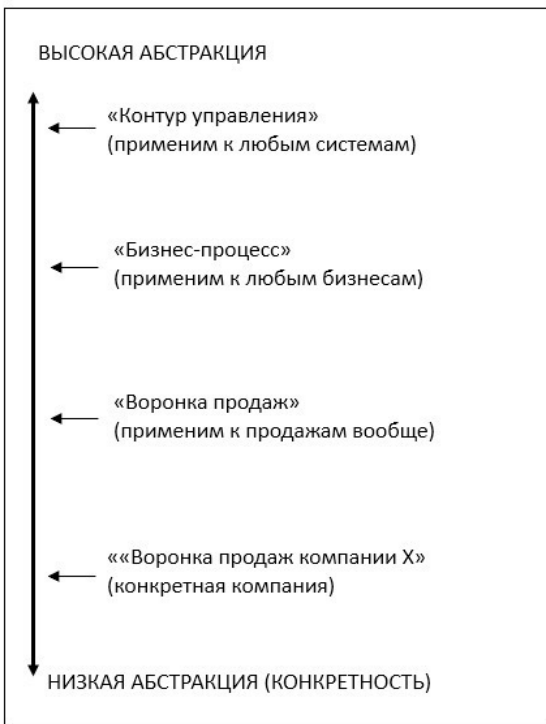 ВЫСОКАЯ АБСТРАКЦИЯ
«Контур управления»
(применим к любым системам)
«Бизнес-процесс»
(применим к любым бизнесам)
«Воронка продаж»
(применим к продажам вообще)
««Воронка продаж компании X»
(конкретная компания)
НИЗКАЯ АБСТРАКЦИЯ (КОНКРЕТНОСТЬ)